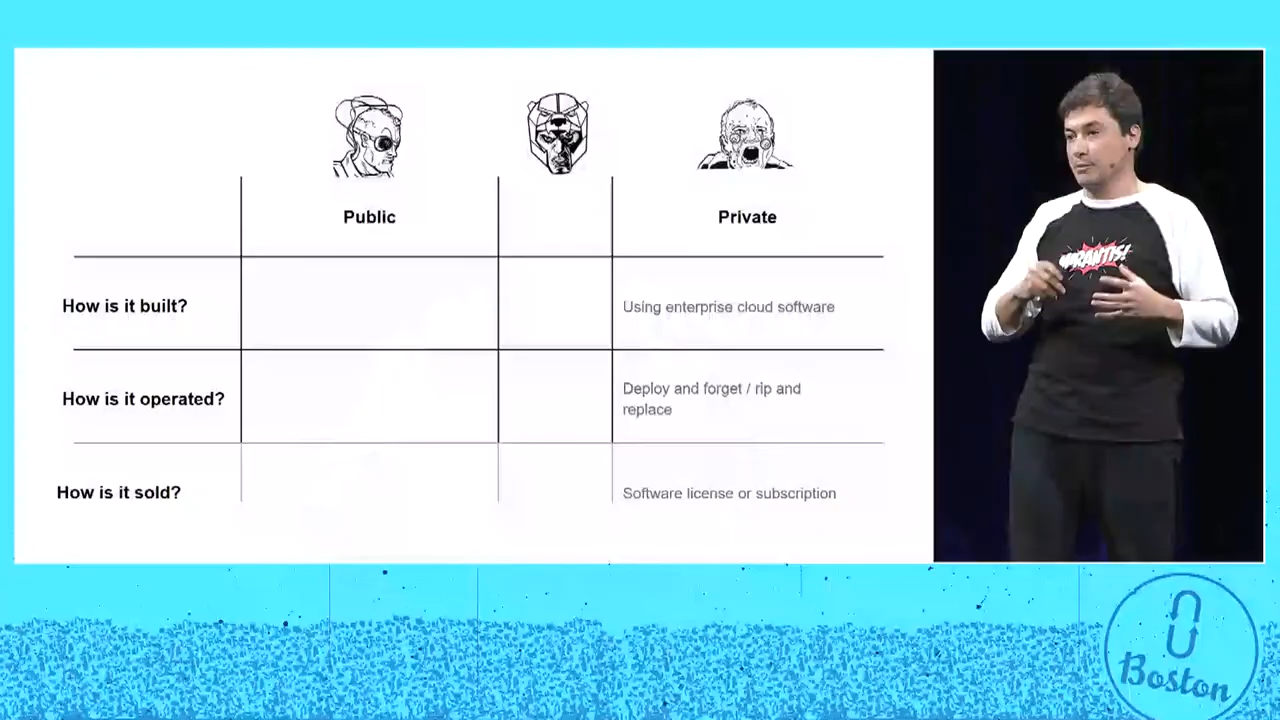 Public
Private
How is it built?
Using enterprise cloud software
How is it operated?
Deploy and forget / rip and
replace
How is it sold?
Software license or subscription
Boston